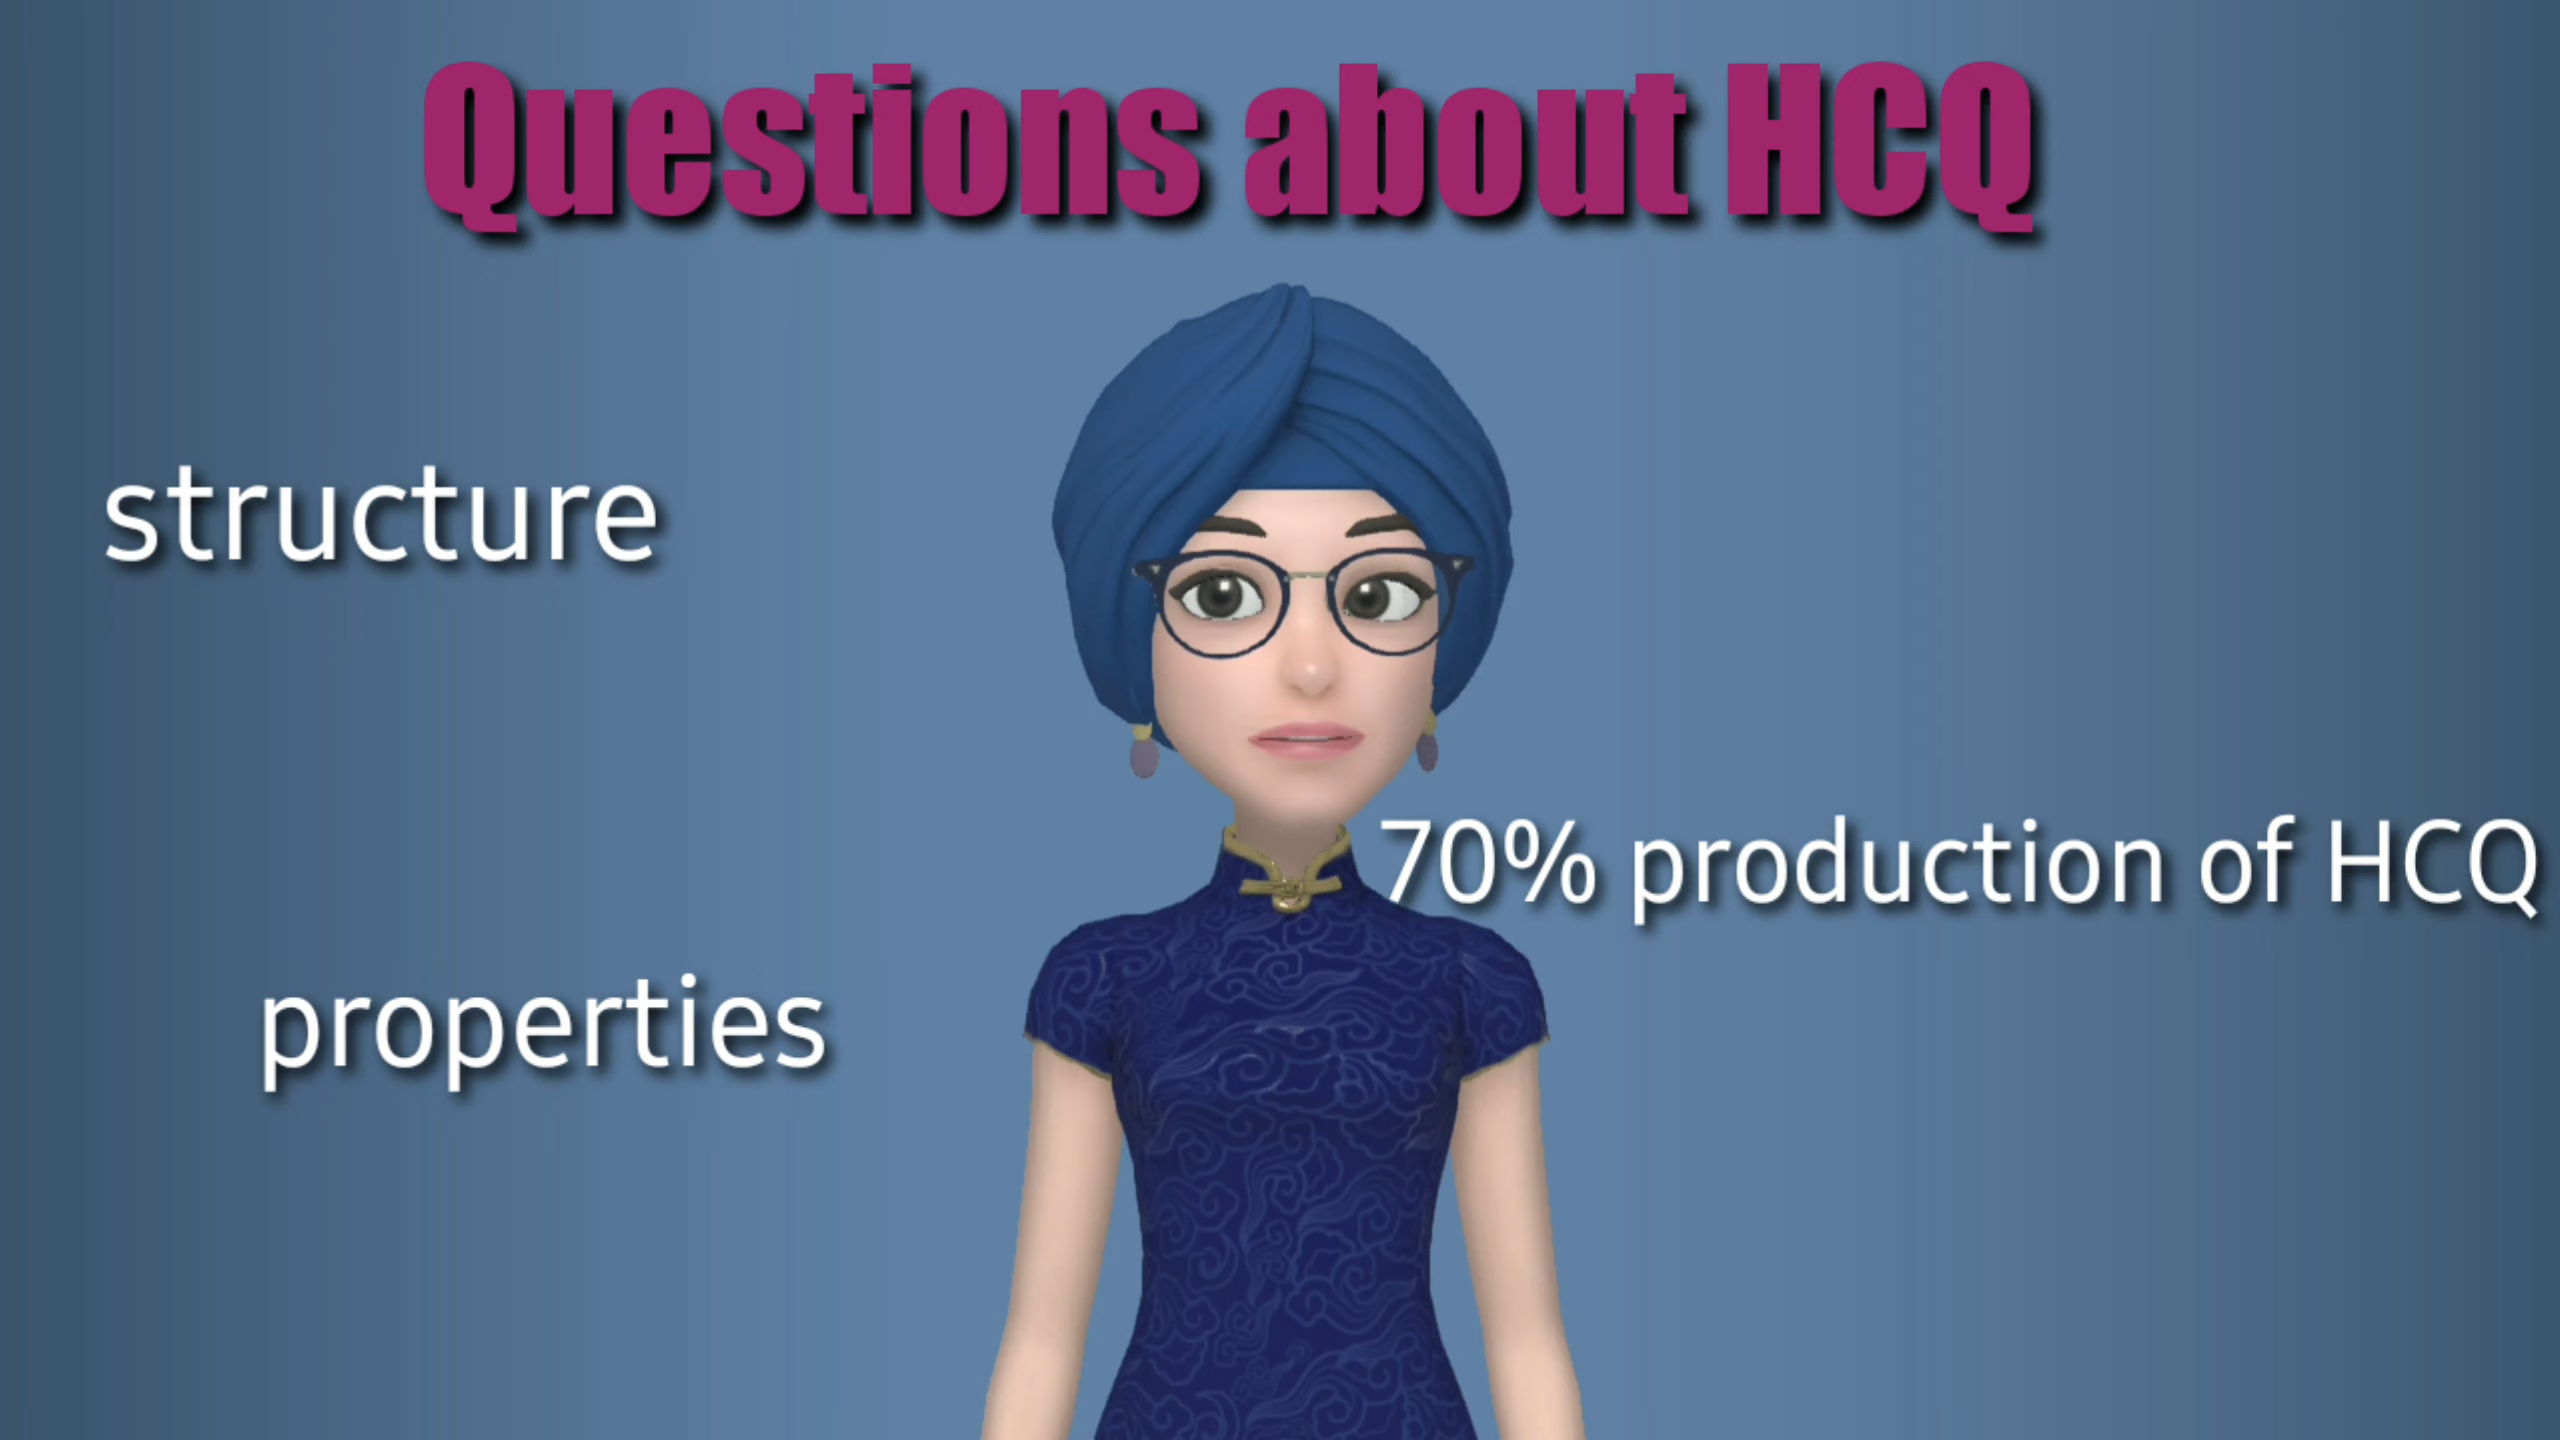 Questions about HCQ
structure
70% production of HCQ
properties